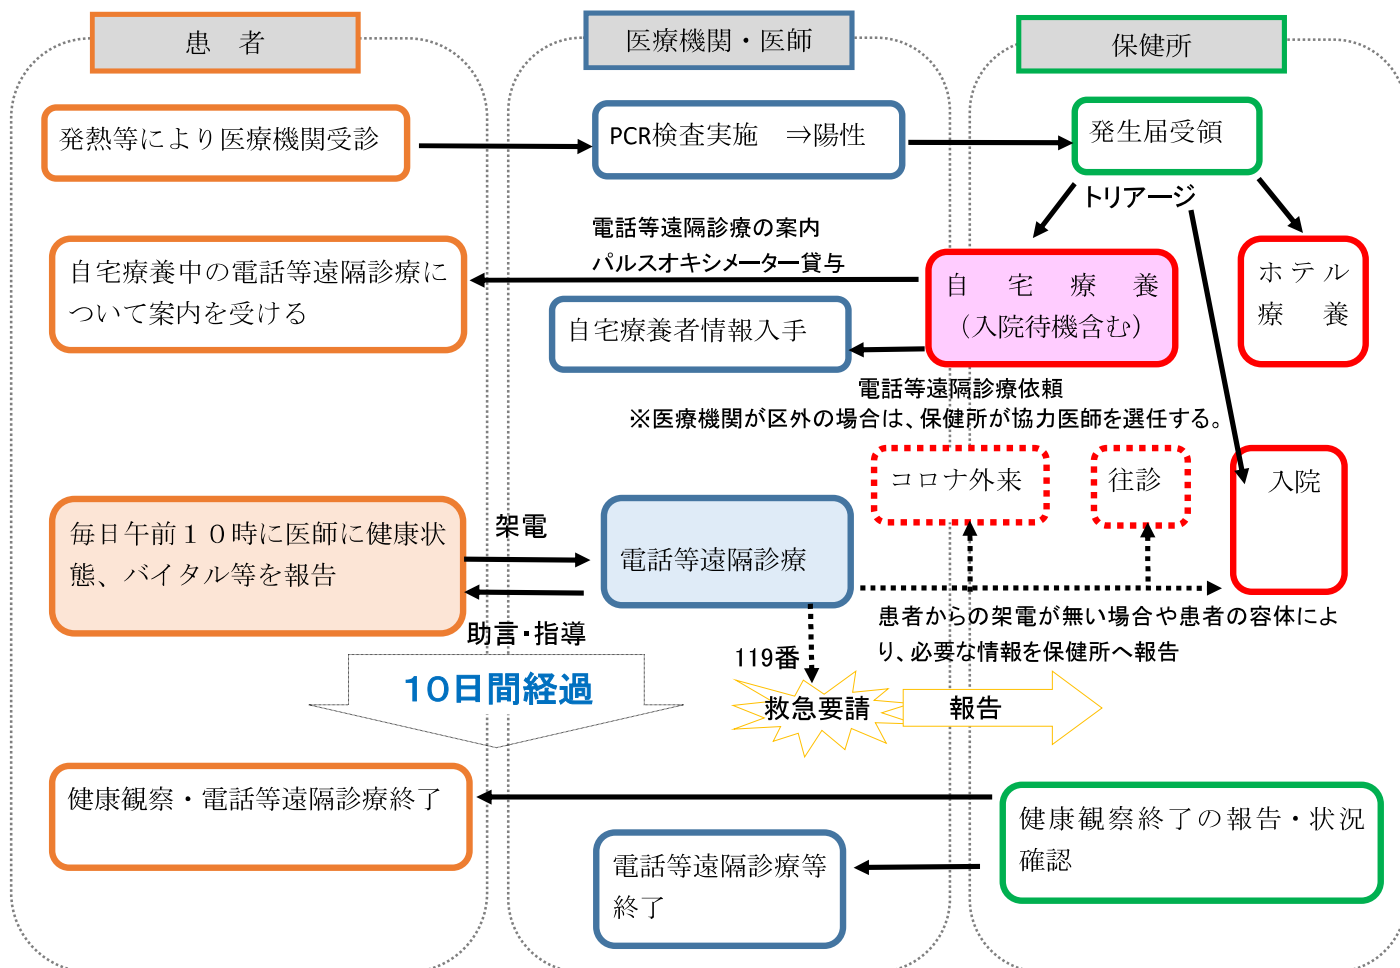 患　者
医療機関・医師
保健所
発熱等により医療機関受診
PCR検査実施　⇒陽性
発生届受領
トリアージ
電話等遠隔診療の案内
パルスオキシメーター貸与
自宅療養中の電話等遠隔診療に
ついて案内を受ける
自宅療養
（入院待機含む）
ホテル
療養
自宅療養者情報入手
電話等遠隔診療依頼
※医療機関が区外の場合は、保健所が協力医師を選任する。
コロナ外来
往診
入院
毎日午前１０時に医師に健康状
態、バイタル等を報告
架電
電話等遠隔診療
助言・指導
患者からの架電が無い場合や患者の容体によ
り、必要な情報を保健所へ報告
119番
10日間経過
救急要請
報告
健康観察・電話等遠隔診療終了
健康観察終了の報告・状況
確認
電話等遠隔診療等
終了